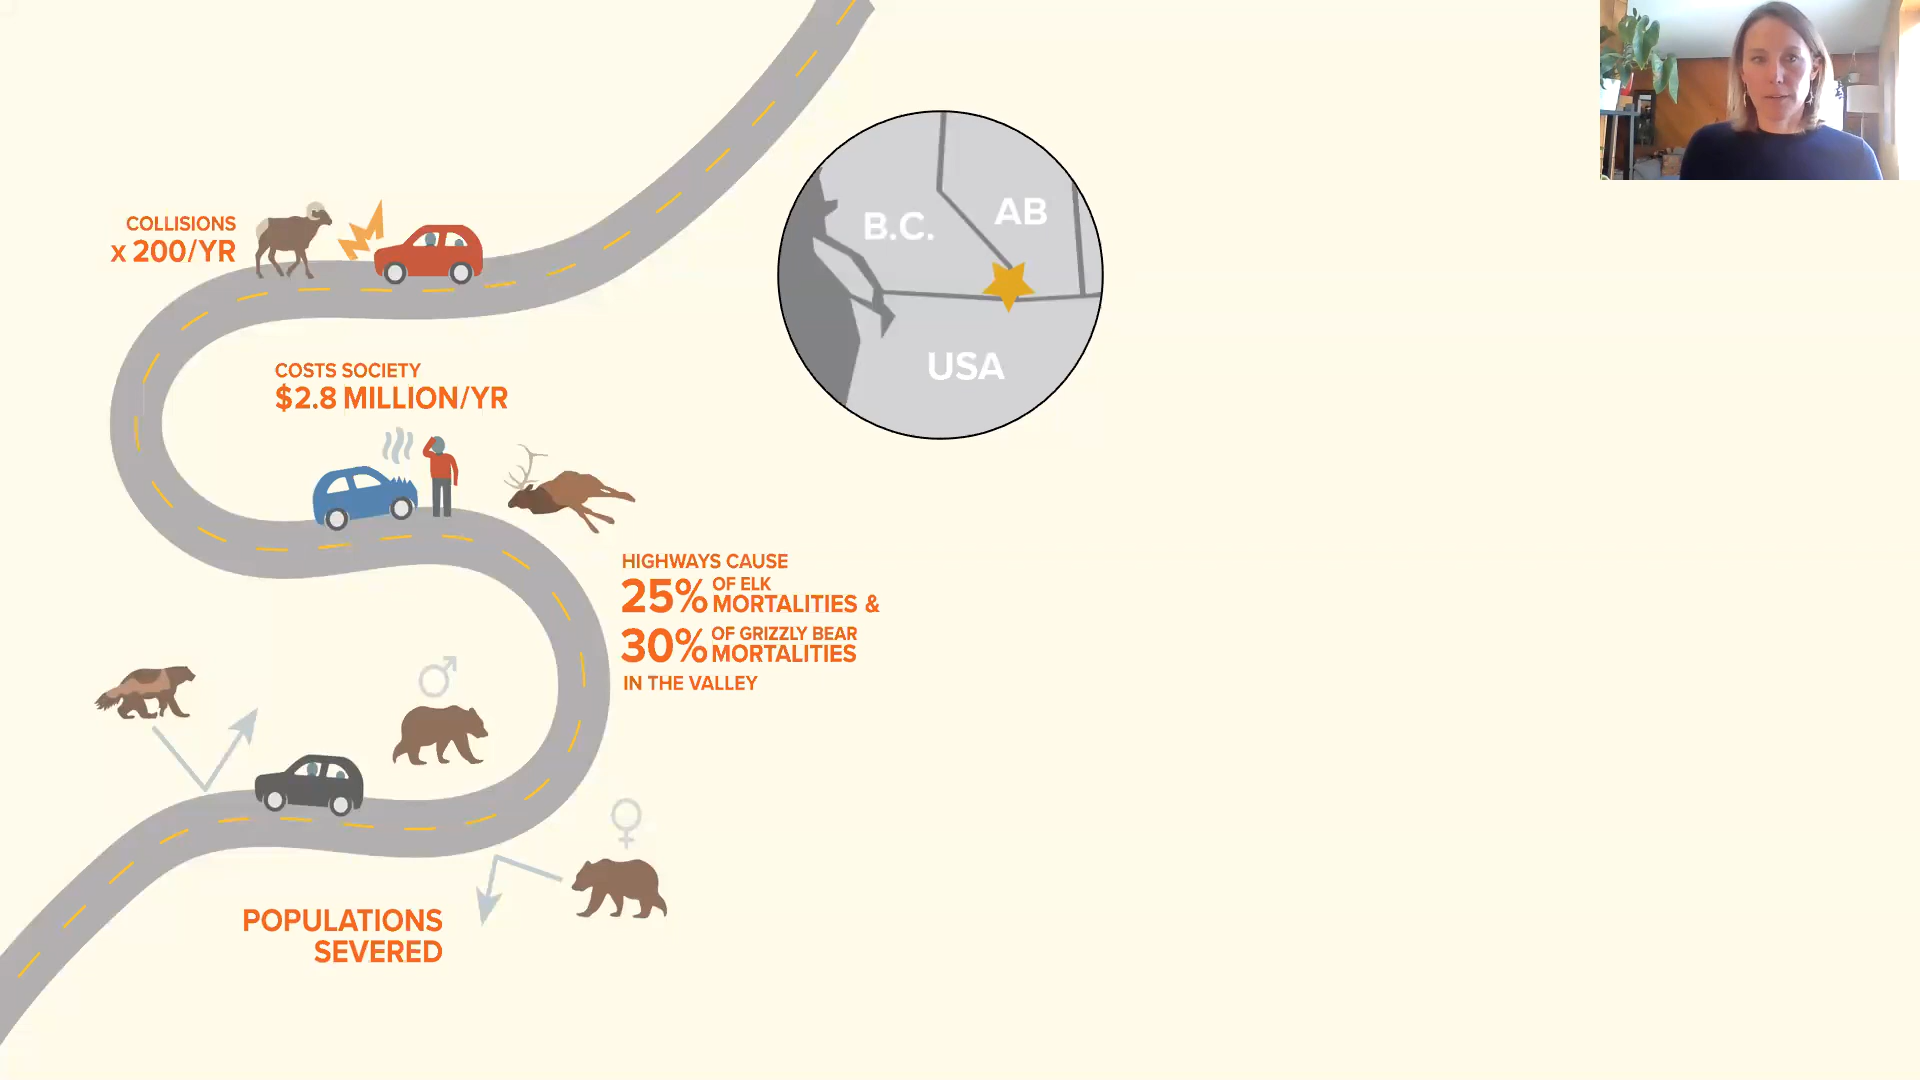 COLLISIONS
x 200/YR
B.C.
AB
USA
COSTS SOCIETY
$2.8 MILLION/YR
HIGHWAYS CAUSE
25% OF ELK
MORTALITIES &
30% OF GRIZZLY BEAR
MORTALITIES
IN THE VALLEY
POPULATIONS
SEVERED